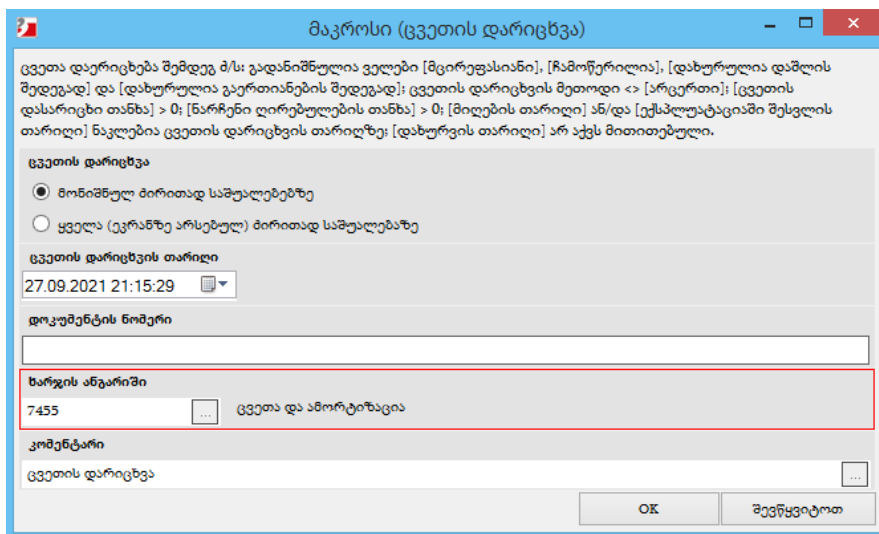 მაკროსი (ცვეთის დარიცხვა)
ცვეთა დაერიცხება შემდეგ ძ/ს: გადანიშნულია ველები [მცირეფასიანი], [ჩამოწერილია], [დახურულია დაშლის
შედეგად] და [დახურულია გაერთიანების შედეგად]; ცვეთის დარიცხვის მეთოდი <> [არცერთი]; [ცვეთის
დასარიცხი თანხა] > 0; [ნარჩენი ღირებულების თანხა] > 0; [მიღების თარიღი] ან/და [ექსპლუატაციაში შესვლის
თარიღი] ნაკლებია ცვეთის დარიცხვის თარიღზე; [დახურვის თარიღი] არ აქვს მითითებული.
ცვეთის დარიცხვა
მონიშნულ ძირითად საშუალებებზე
ყველა (ეკრანზე არსებულ) ძირითად საშუალებაზე
ცვეთის დარიცხვის თარიღი
27.09.2021 21:15:29
დოკუმენტის ნომერი
ხარჯის ანგარიში
7455 ... ცვეთა და ამორტიზაცია
კომენტარი
ცვეთის დარიცხვა ...
OK შევწყვიტოთ